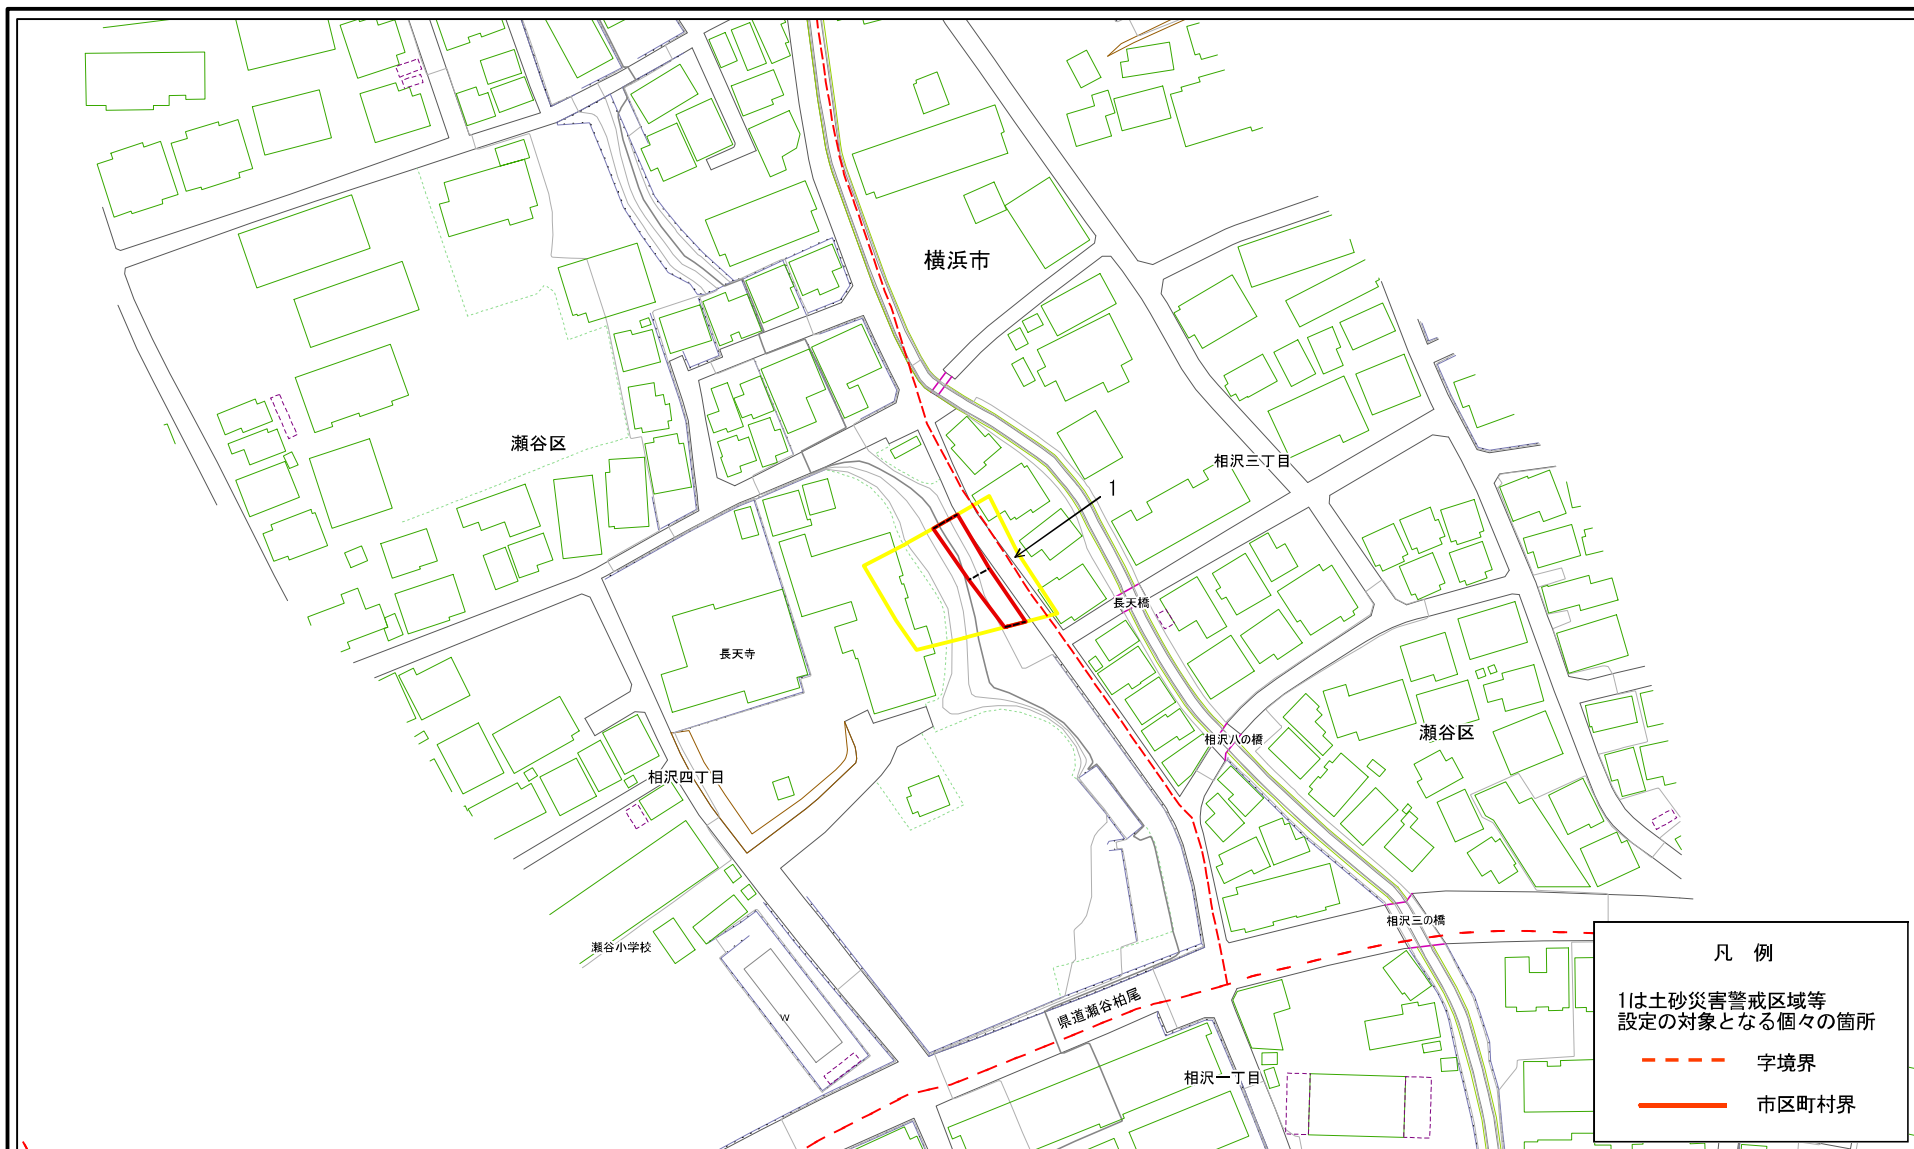 横浜市
瀬谷区
相沢三丁目
1
長天橋
長天寺
瀬谷区
相沢八の橋
相沢四丁目
相沢三の橋
瀬谷小学校
W
県道瀬谷柏尾
相沢一丁目
凡 例
1は土砂災害警戒区域等
設定の対象となる個々の箇所
字境界
市区町村界